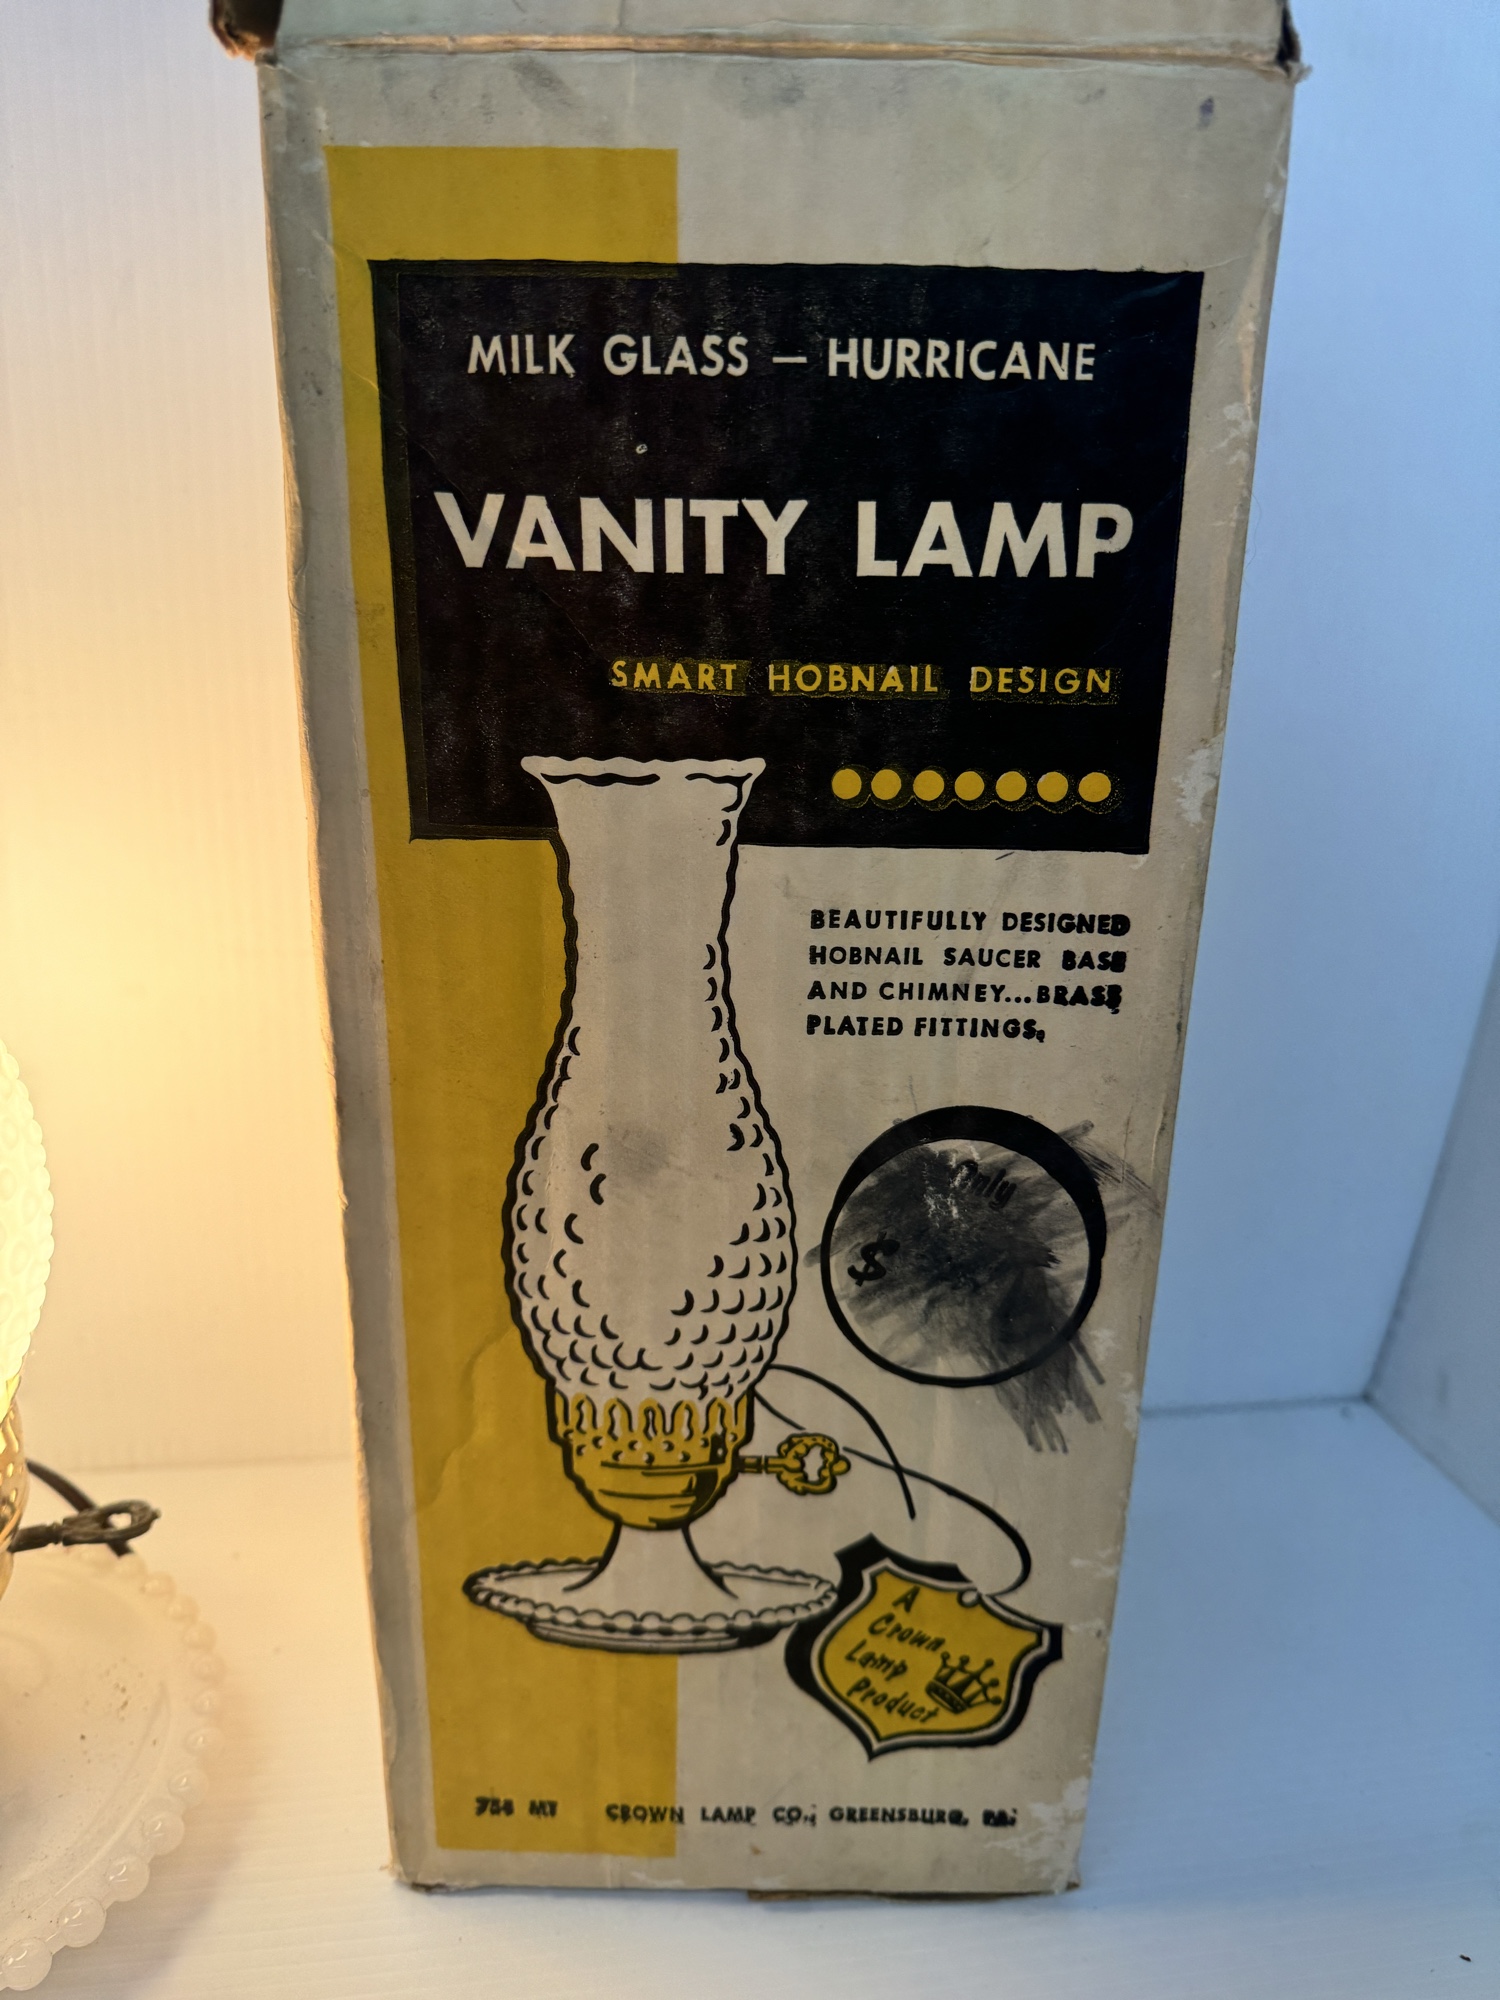 MILK GLASS — HURRICANE
VANITY LAMP
SMART HOBNAIL DESIGN
BEAUTIFULLY DESIGNED
HOBNAIL SAUCER BASE
AND CHIMNEY...BRASS
PLATED FITTINGS.
Only
$
A
Crown
Lamp
Product
CROWN LAMP CO., GREENSBURG, PA.